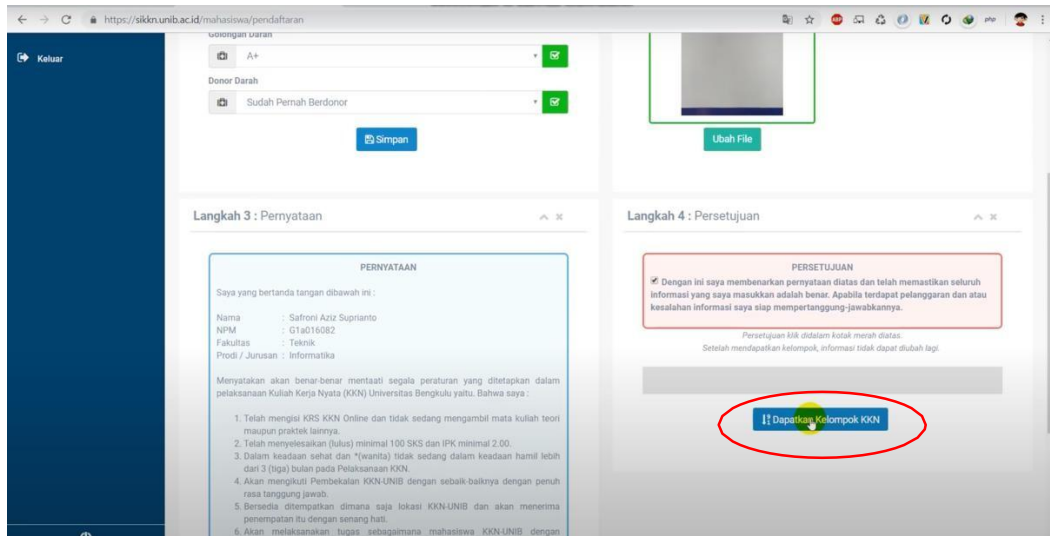 https://sikkn.unib.ac.id/mahasiswa/pendaftaran
php
Keluar
Golongan Darah
A+
Donor Darah
Sudah Pernah Berdonor
Simpan
Ubah File
Langkah 3 : Pernyataan
PERNYATAAN
Saya yang bertanda tangan dibawah ini :
Nama : Safroni Aziz Suprianto
NPM : G1a016082
Fakultas : Teknik
Prodi / Jurusan : Informatika
Menyatakan akan benar-benar mentaati segala peraturan yang ditetapkan dalam
pelaksanaan Kuliah Kerja Nyata (KKN) Universitas Bengkulu yaitu. Bahwa saya :
1. Telah mengisi KRS KKN Online dan tidak sedang mengambil mata kuliah teori
maupun praktek lainnya.
2. Telah menyelesaikan (lulus) minimal 100 SKS dan IPK minimal 2.00.
3. Dalam keadaan sehat dan *(wanita) tidak sedang dalam keadaan hamil lebih
dari 3 (tiga) bulan pada Pelaksanaan KKN.
4. Akan mengikuti Pembekalan KKN-UNIB dengan sebaik-baiknya dengan penuh
rasa tanggung jawab.
5. Bersedia ditempatkan dimana saja lokasi KKN-UNIB dan akan menerima
penempatan itu dengan senang hati.
6. Akan melaksanakan tugas sebagaimana mahasiswa KKN-UNIB dengan
Langkah 4 : Persetujuan
PERSETUJUAN
Dengan ini saya membenarkan pernyataan diatas dan telah memastikan seluruh
informasi yang saya masukkan adalah benar. Apabila terdapat pelanggaran dan atau
kesalahan informasi saya siap mempertanggung-jawabkannya.
Persetujuan klik didalam kotak merah diatas.
Setelah mendapatkan kelompok, informasi tidak dapat diubah lagi.
Dapatkan Kelompok KKN